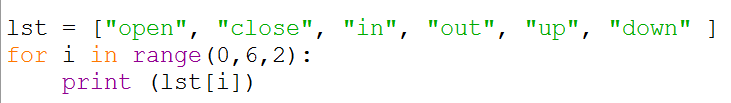 lst = ["open", "close", "in", "out", "up", "down" ]
for i in range(0,6,2):
    print (lst[i])